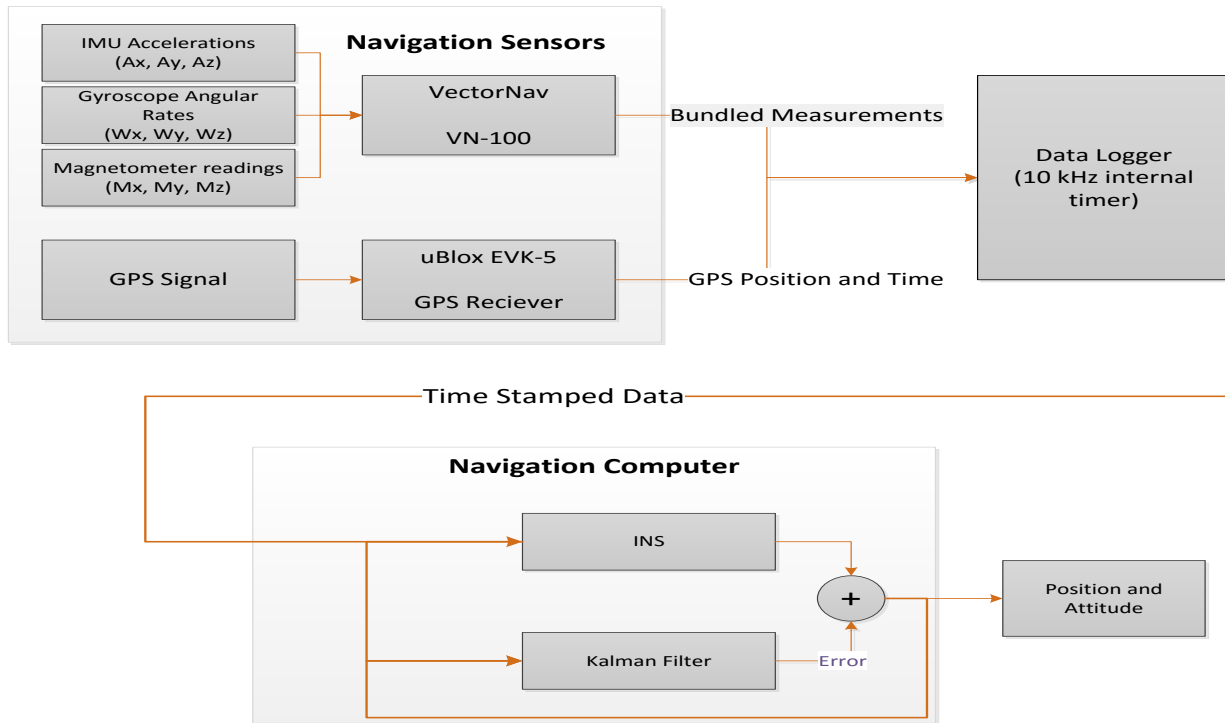 Navigation Sensors
IMU Accelerations
(Ax, Ay, Az)
Gyroscope Angular
Rates
(Wx, Wy, Wz)
Magnetometer readings
(Mx, My, Mz)
VectorNav
VN-100
Bundled Measurements
Data Logger
(10 kHz internal
timer)
GPS Signal
uBlox EVK-5
GPS Reciever
GPS Position and Time
Time Stamped Data
Navigation Computer
INS
+
Position and
Attitude
Kalman Filter
Error